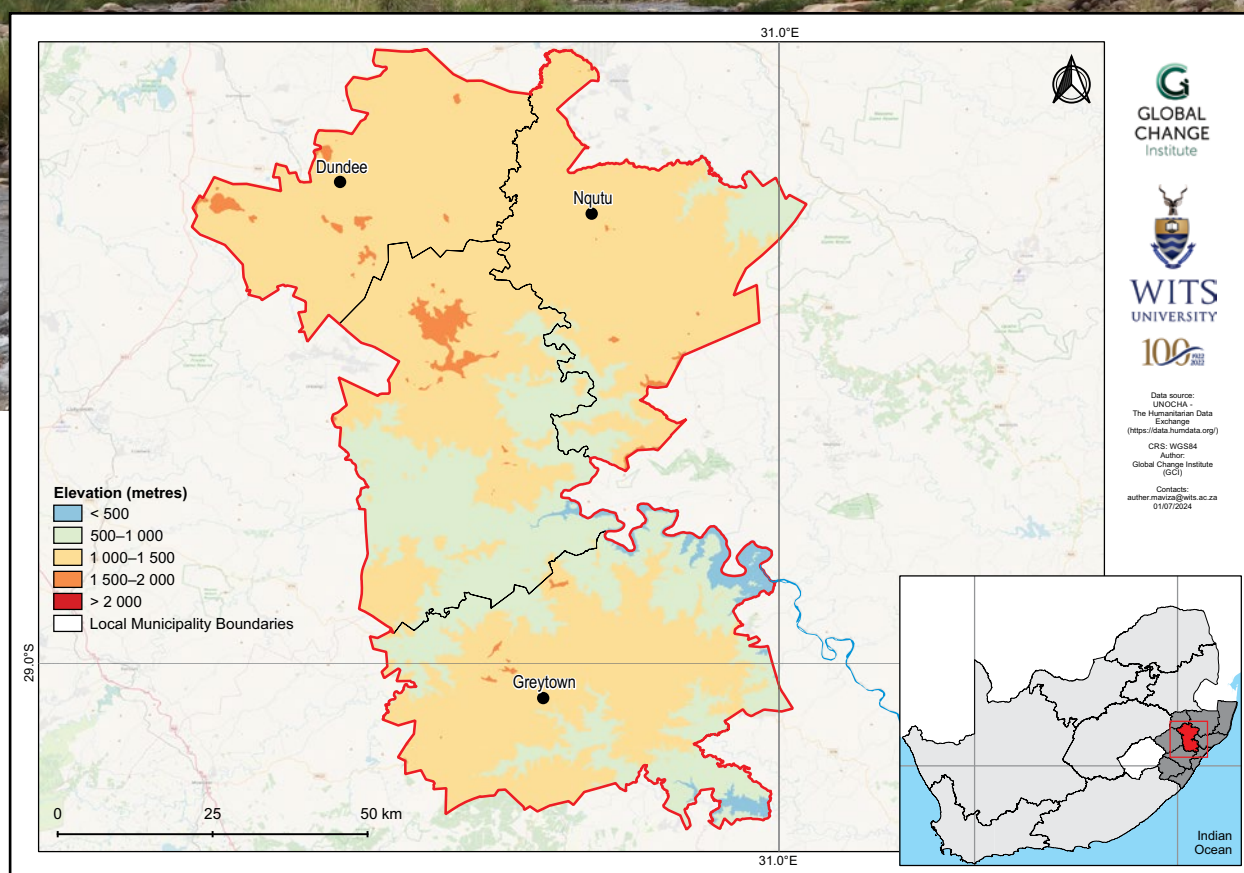 31.0°E
Dundee
Nqutu
Elevation (metres)
< 500
500–1 000
1 000–1 500
1 500–2 000
> 2 000
Local Municipality Boundaries
29.0°S
Greytown
0 25 50 km
31.0°E
Indian
Ocean
GLOBAL
CHANGE
Institute
WITS
UNIVERSITY
100 1922
2022
Data source:
UNOCHA -
The Humanitarian Data
Exchange
(https://data.humdata.org/)
CRS: WGS84
Author:
Global Change Institute
(GCI)
Contacts:
auther.maviza@wits.ac.za
01/07/2024